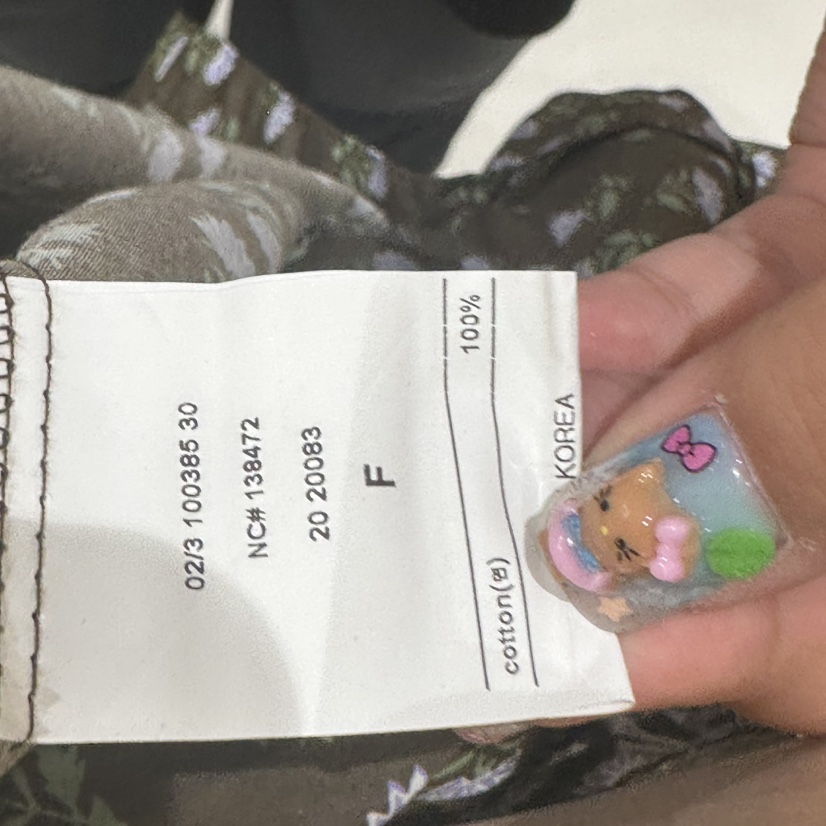 02/3 100385 30
NC# 138472
20 20083
F
cotton(면) 100%
KOREA